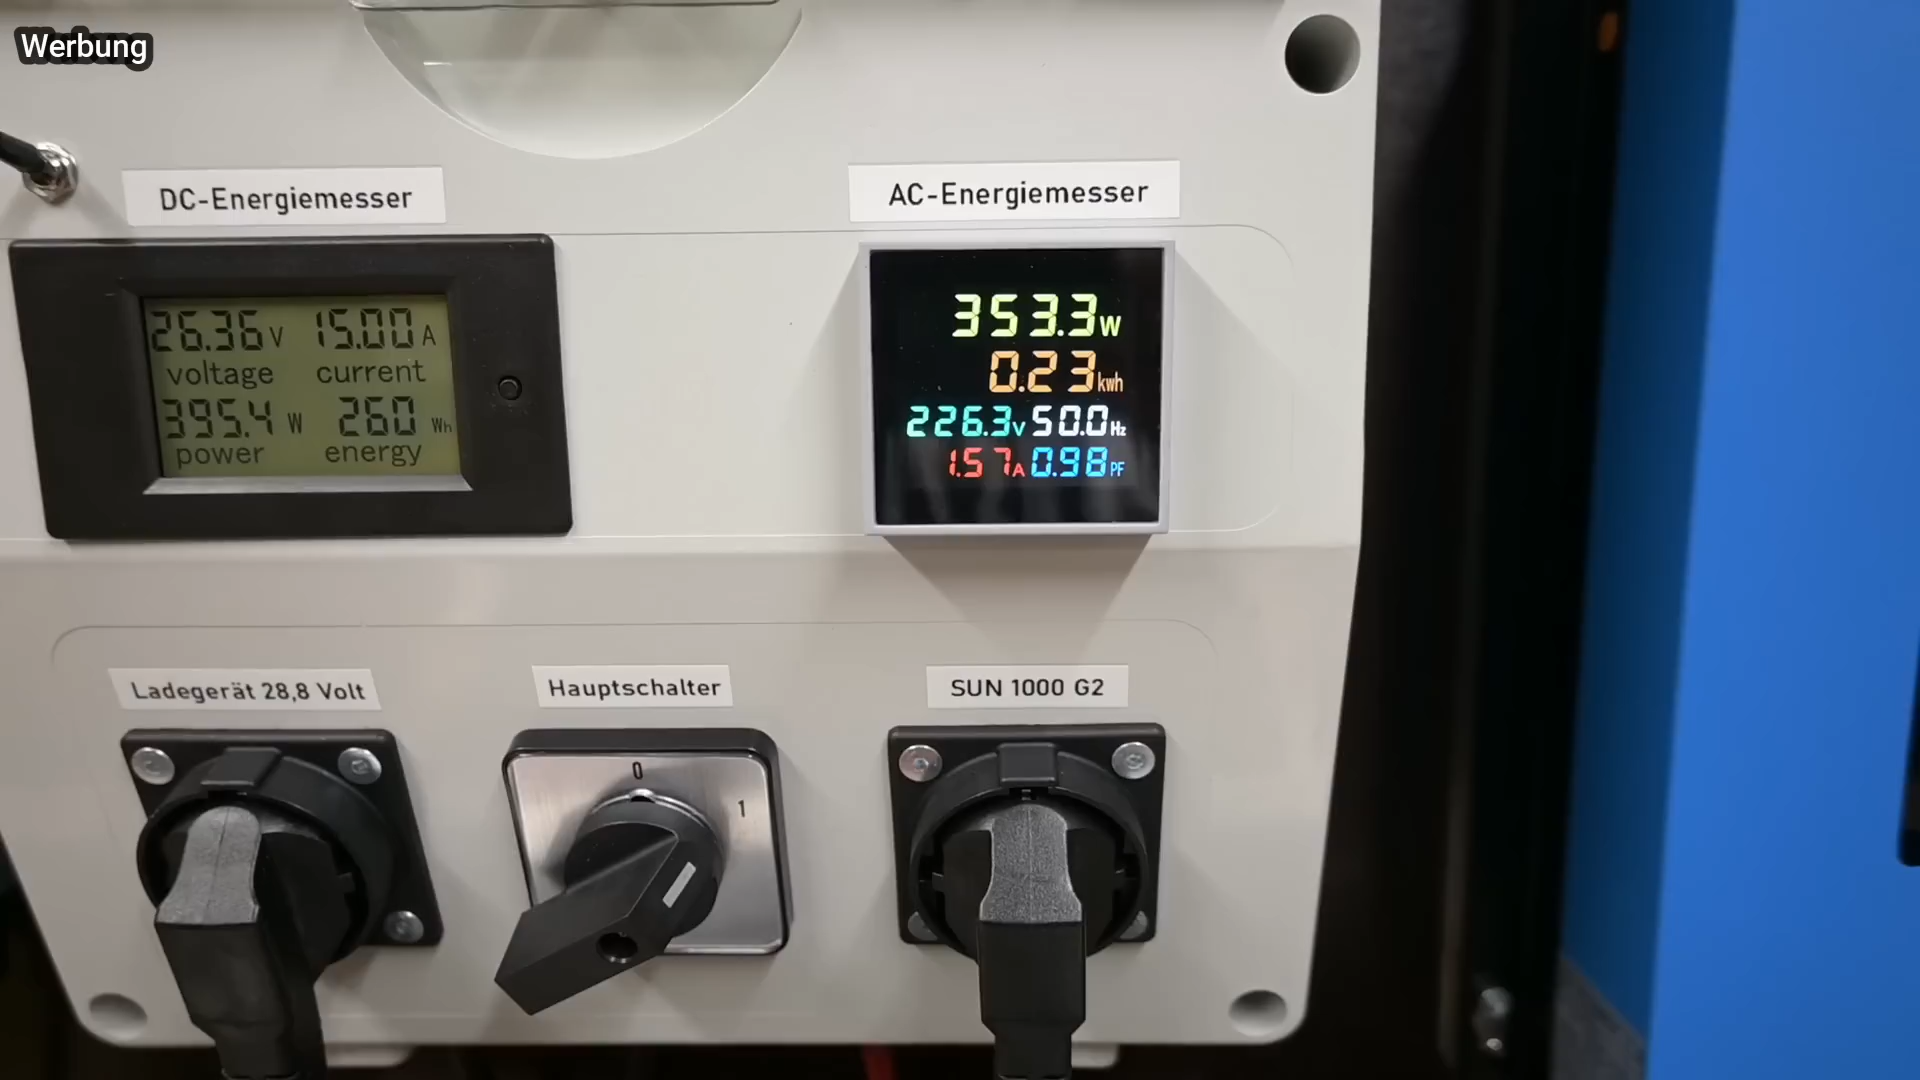 Werbung
DC-Energiemesser
AC-Energiemesser
26.36 V 15.00 A
voltage current
395.4 W 260 Wh
power energy
353.3 W
0.23 kwh
226.3 V 50.0 Hz
1.57 A 0.98 PF
Ladegerät 28,8 Volt
Hauptschalter
SUN 1000 G2
0
1